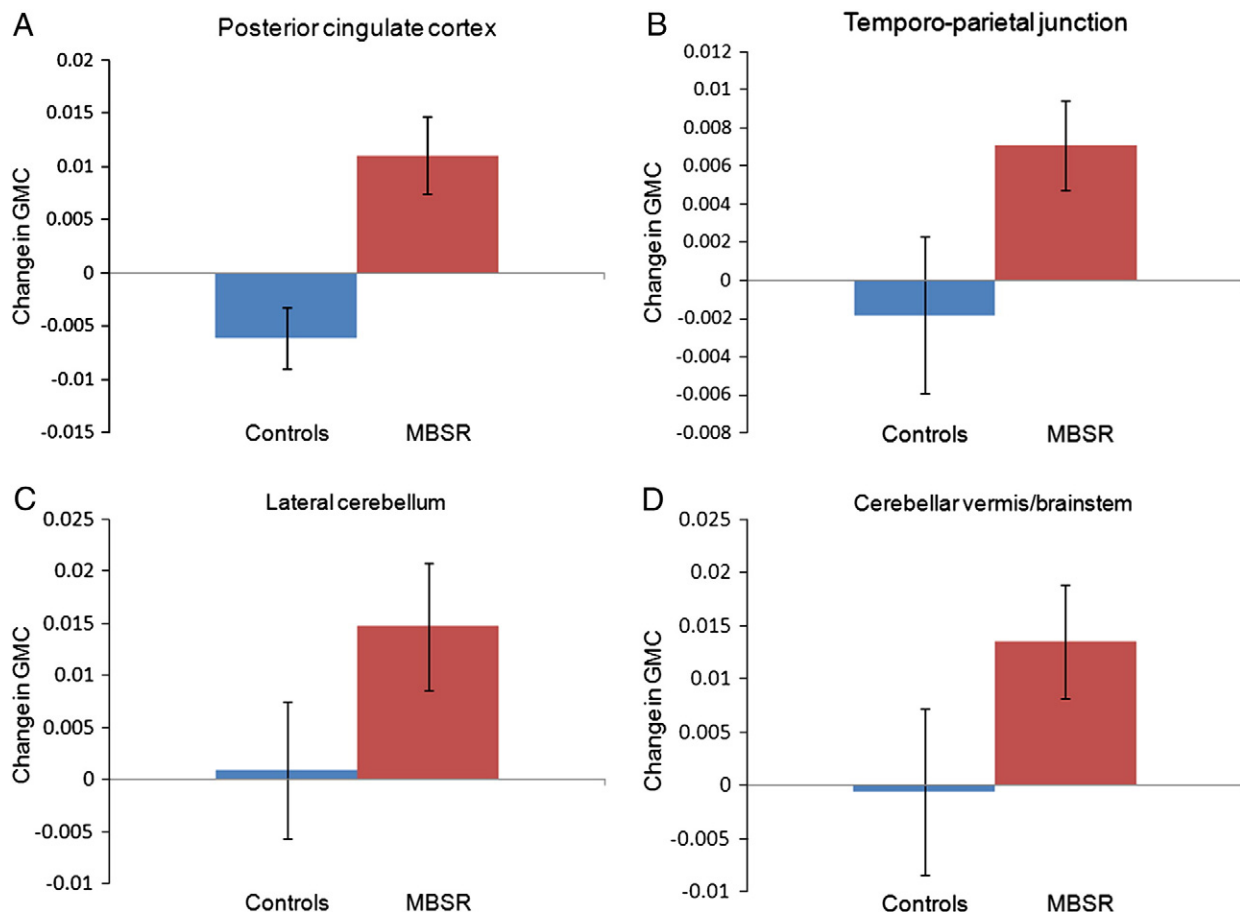 A
Posterior cingulate cortex
0.02
0.015
0.01
0.005
0
-0.005
-0.01
-0.015
Change in GMC
Controls MBSR
B
Temporo-parietal junction
0.012
0.01
0.008
0.006
0.004
0.002
0
-0.002
-0.004
-0.006
-0.008
Change in GMC
Controls MBSR
C
Lateral cerebellum
0.025
0.02
0.015
0.01
0.005
0
-0.005
-0.01
Change in GMC
Controls MBSR
D
Cerebellar vermis/brainstem
0.025
0.02
0.015
0.01
0.005
0
-0.005
-0.01
Change in GMC
Controls MBSR